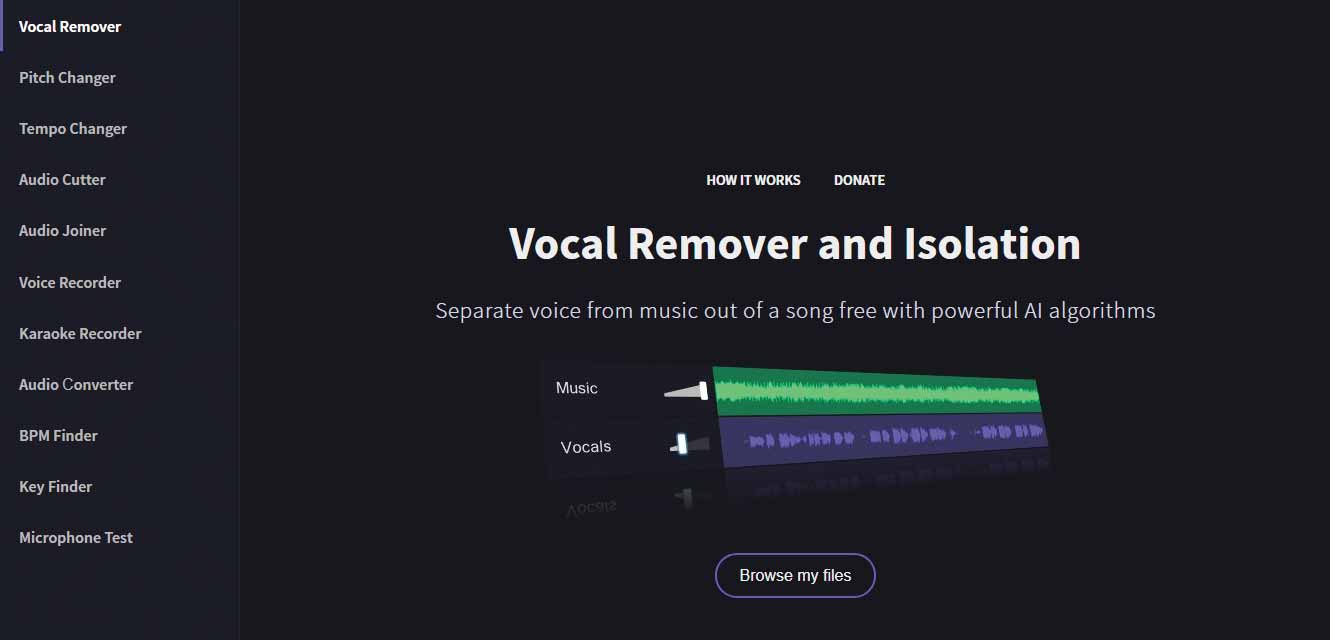 Vocal Remover
Pitch Changer
Tempo Changer
Audio Cutter
Audio Joiner
Voice Recorder
Karaoke Recorder
Audio Converter
BPM Finder
Key Finder
Microphone Test
HOW IT WORKS DONATE
Vocal Remover and Isolation
Separate voice from music out of a song free with powerful AI algorithms
Music
Vocals
Vocals
Browse my files